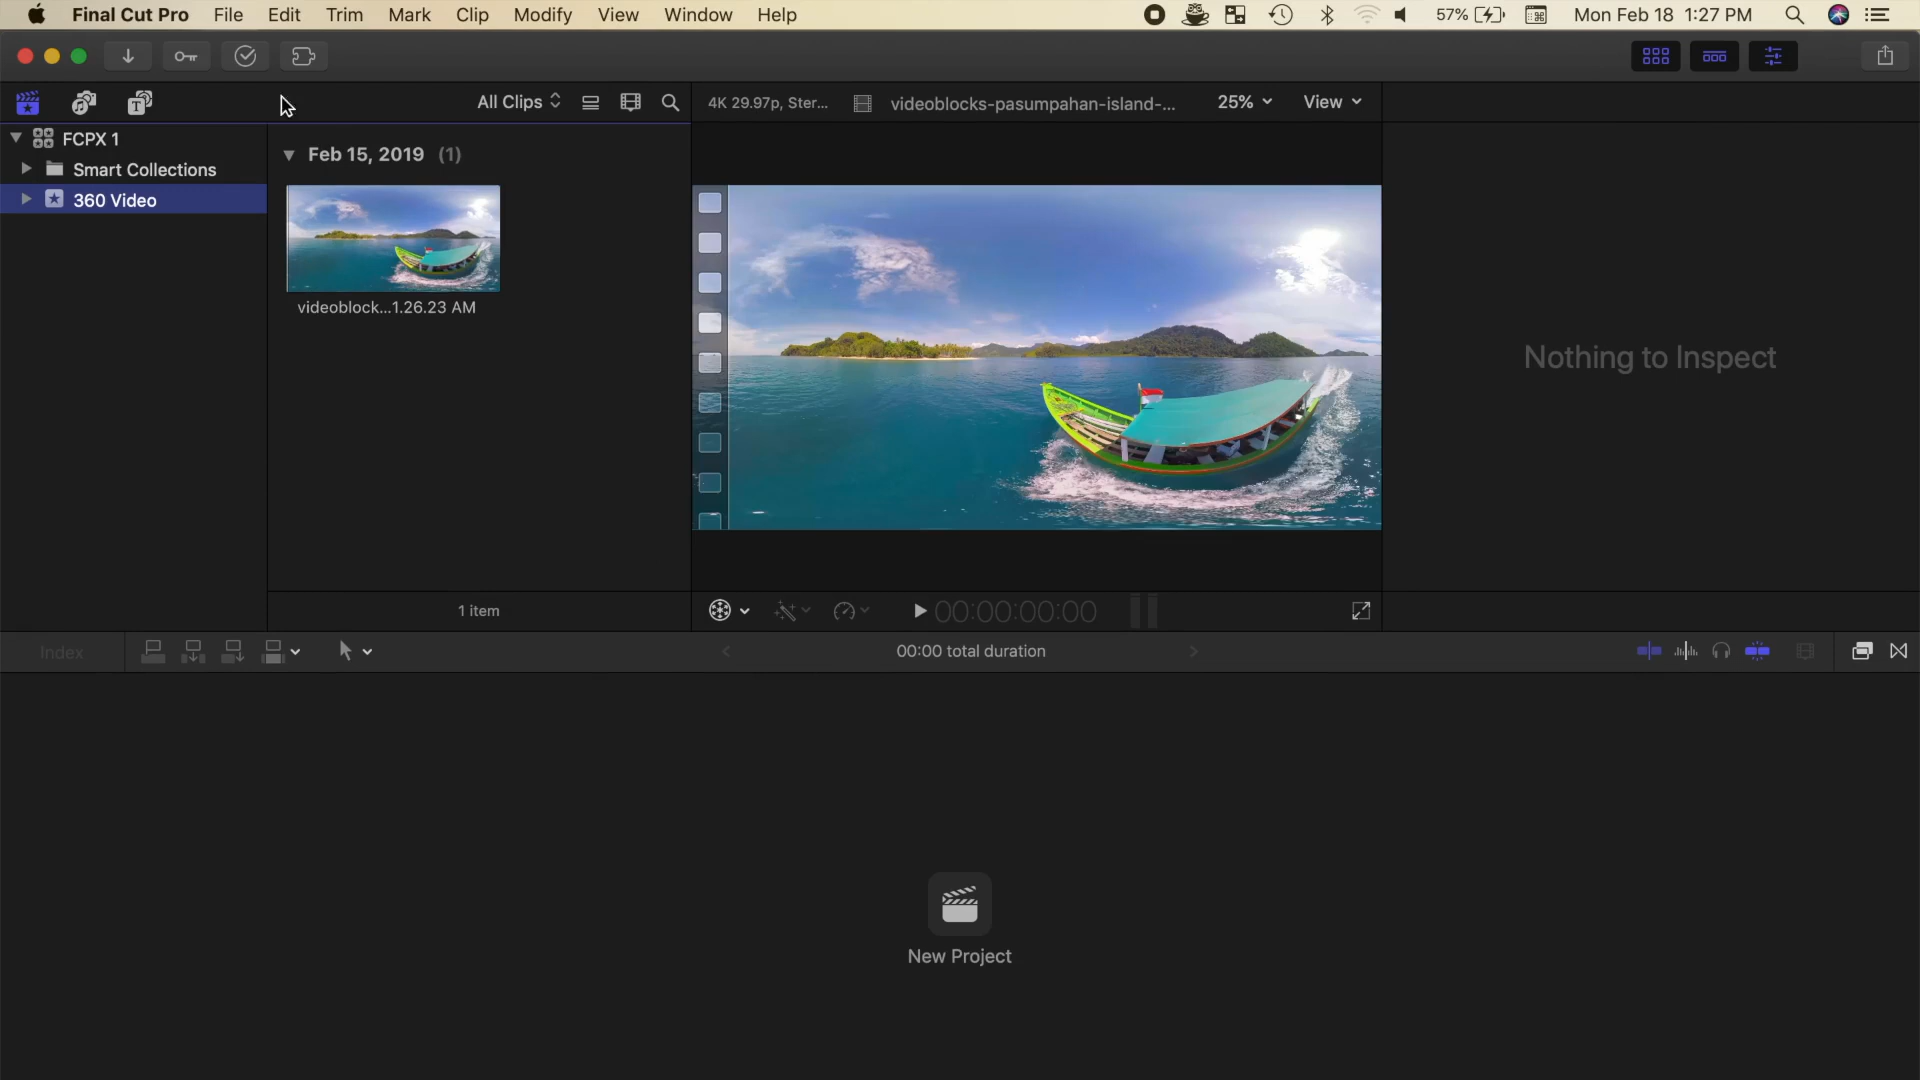 Final Cut Pro File Edit Trim Mark Clip Modify View Window Help 57% Mon Feb 18 1:27 PM
All Clips 4K 29.97p, Ster... videoblocks-pasumpahan-island-... 25% View
FCPX 1
Smart Collections
360 Video
Feb 15, 2019 (1)
videoblock...1.26.23 AM
1 item
Nothing to Inspect
00:00:00:00
Index 00:00 total duration
New Project